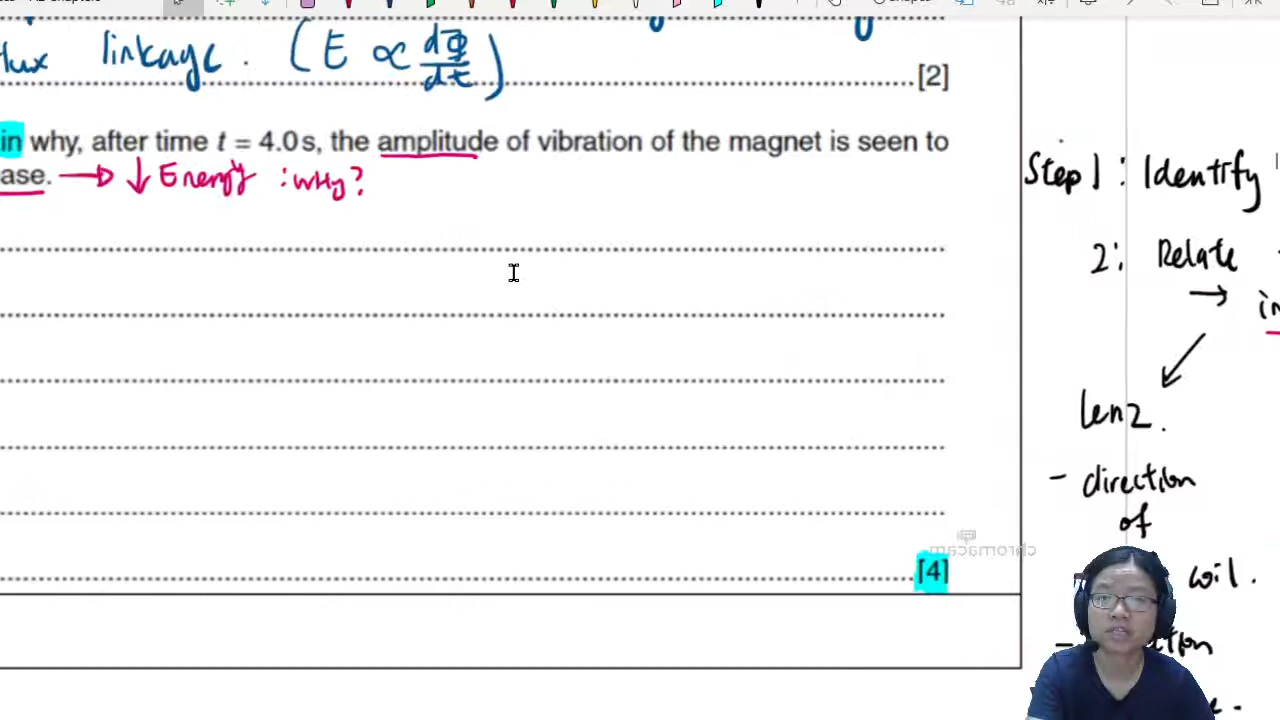 flux linkage. (E ∝ dΦ/dt)
[2]
in why, after time t = 4.0 s, the amplitude of vibration of the magnet is seen to
ase. → ↓ Energy : why?
[4]
Step 1 : Identify
2: Relate
→
lenz.
- direction
of
coil.
chromacam